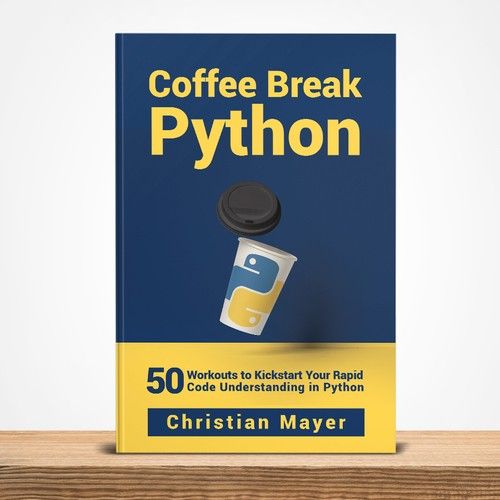 Coffee Break
Python
50 Workouts to Kickstart Your Rapid
Code Understanding in Python
Christian Mayer